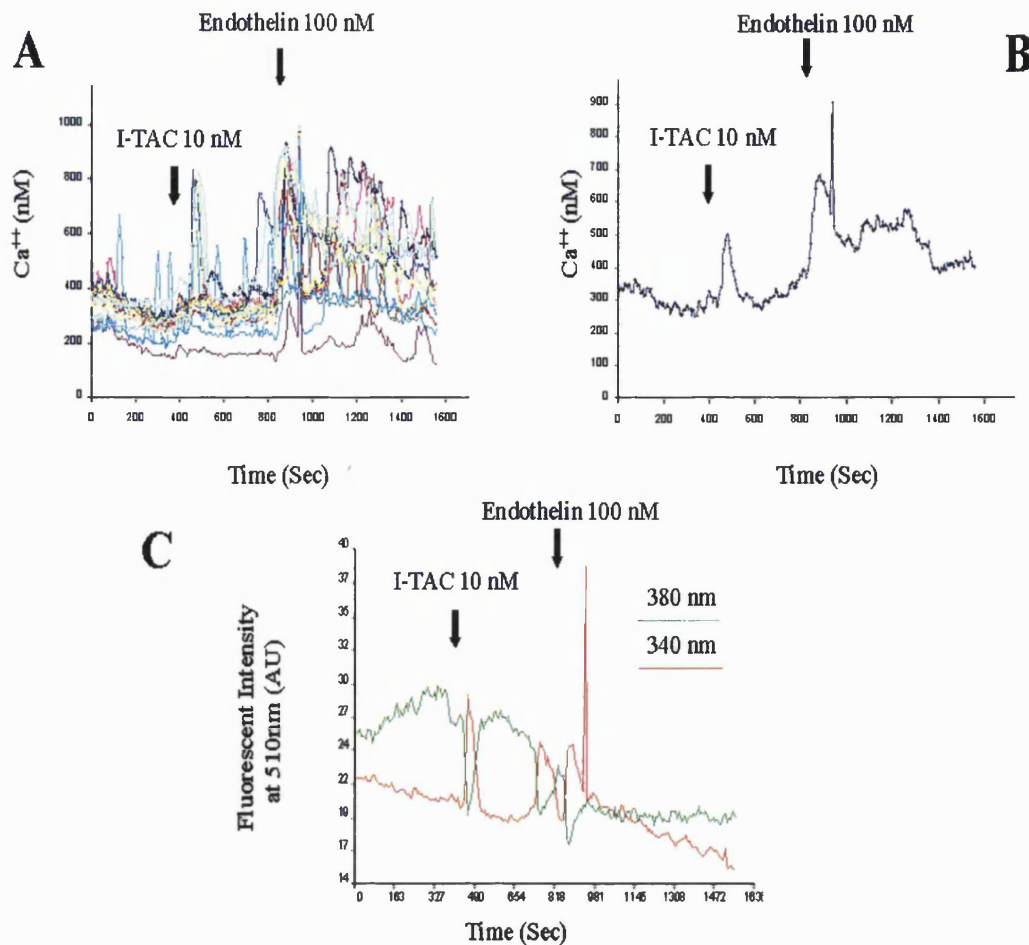 Endothelin 100 nM
A
I-TAC 10 nM
Ca++ (nM)
1000
800
600
400
200
0
0 200 400 600 800 1000 1200 1400 1600
Time (Sec)
Endothelin 100 nM
B
I-TAC 10 nM
Ca++ (nM)
900
800
700
600
500
400
300
200
100
0
0 200 400 600 800 1000 1200 1400 1600
Time (Sec)
Endothelin 100 nM
C
I-TAC 10 nM
380 nm
340 nm
Fluorescent Intensity
at 510nm (AU)
40
37
35
32
30
27
24
22
19
17
14
0 163 327 490 654 818 981 1145 1308 1472 1635
Time (Sec)